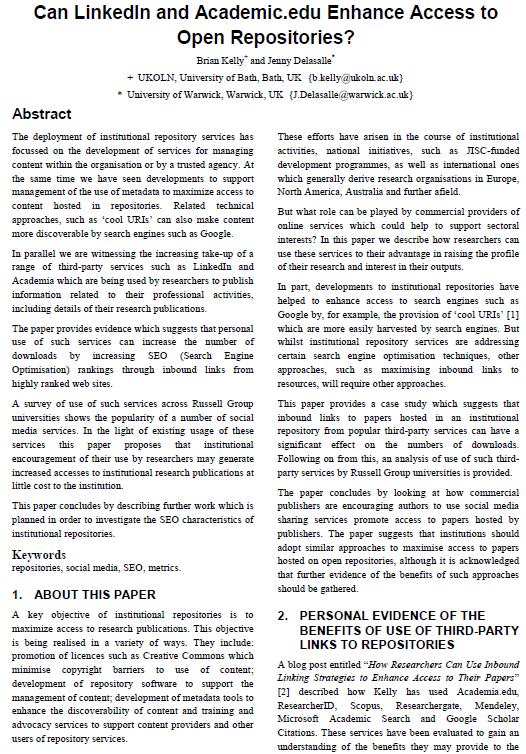 Can LinkedIn and Academic.edu Enhance Access to
Open Repositories?
Brian Kelly+ and Jenny Delasalle*
+ UKOLN, University of Bath, Bath, UK {b.kelly@ukoln.ac.uk}
* University of Warwick, Warwick, UK {J.Delasalle@warwick.ac.uk}
Abstract
The deployment of institutional repository services has
focussed on the development of services for managing
content within the organisation or by a trusted agency. At
the same time we have seen developments to support
management of the use of metadata to maximize access to
content hosted in repositories. Related technical
approaches, such as 'cool URIs' can also make content
more discoverable by search engines such as Google.
In parallel we are witnessing the increasing take-up of a
range of third-party services such as LinkedIn and
Academia which are being used by researchers to publish
information related to their professional activities,
including details of their research publications.
The paper provides evidence which suggests that personal
use of such services can increase the number of
downloads by increasing SEO (Search Engine
Optimisation) rankings through inbound links from
highly ranked web sites.
A survey of use of such services across Russell Group
universities shows the popularity of a number of social
media services. In the light of existing usage of these
services this paper proposes that institutional
encouragement of their use by researchers may generate
increased accesses to institutional research publications at
little cost to the institution.
This paper concludes by describing further work which is
planned in order to investigate the SEO characteristics of
institutional repositories.
Keywords
repositories, social media, SEO, metrics.
1. ABOUT THIS PAPER
A key objective of institutional repositories is to
maximize access to research publications. This objective
is being realised in a variety of ways. They include:
promotion of licences such as Creative Commons which
minimise copyright barriers to use of content;
development of repository software to support the
management of content; development of metadata tools to
enhance the discoverability of content and training and
advocacy services to support content providers and other
users of repository services.
These efforts have arisen in the course of institutional
activities, national initiatives, such as JISC-funded
development programmes, as well as international ones
which generally derive research organisations in Europe,
North America, Australia and further afield.
But what role can be played by commercial providers of
online services which could help to support sectoral
interests? In this paper we describe how researchers can
use these services to their advantage in raising the profile
of their research and interest in their outputs.
In part, developments to institutional repositories have
helped to enhance access to search engines such as
Google by, for example, the provision of 'cool URIs' [1]
which are more easily harvested by search engines. But
whilst institutional repository services are addressing
certain search engine optimisation techniques, other
approaches, such as maximising inbound links to
resources, will require other approaches.
This paper provides a case study which suggests that
inbound links to papers hosted in an institutional
repository from popular third-party services can have a
significant effect on the numbers of downloads.
Following on from this, an analysis of use of such third-
party services by Russell Group universities is provided.
The paper concludes by looking at how commercial
publishers are encouraging authors to use social media
sharing services promote access to papers hosted by
publishers. The paper suggests that institutions should
adopt similar approaches to maximise access to papers
hosted on open repositories, although it is acknowledged
that further evidence of the benefits of such approaches
should be gathered.
2. PERSONAL EVIDENCE OF THE
BENEFITS OF USE OF THIRD-PARTY
LINKS TO REPOSITORIES
A blog post entitled "How Researchers Can Use Inbound
Linking Strategies to Enhance Access to Their Papers"
[2] described how Kelly has used Academia.edu,
ResearcherID, Scopus, Researchergate, Mendeley,
Microsoft Academic Search and Google Scholar
Citations. These services have been evaluated to gain an
understanding of the benefits they may provide to the